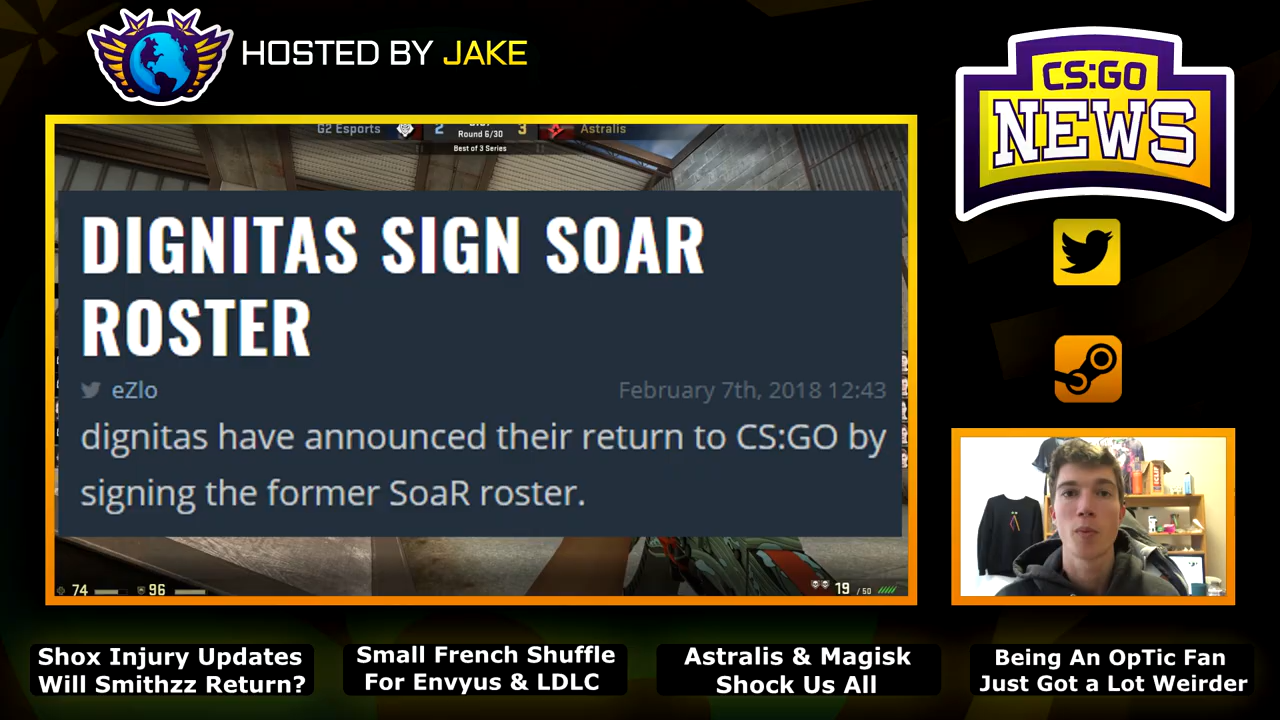 HOSTED BY JAKE
CS:GO
NEWS
G2 Esports 2 Round 6/30 3 Astralis
Best of 3 Series
DIGNITAS SIGN SOAR
ROSTER
eZlo February 7th, 2018 12:43
dignitas have announced their return to CS:GO by
signing the former SoaR roster.
74 96 19 / 50
Shox Injury Updates
Will Smithzz Return?
Small French Shuffle
For Envyus & LDLC
Astralis & Magisk
Shock Us All
Being An OpTic Fan
Just Got a Lot Weirder